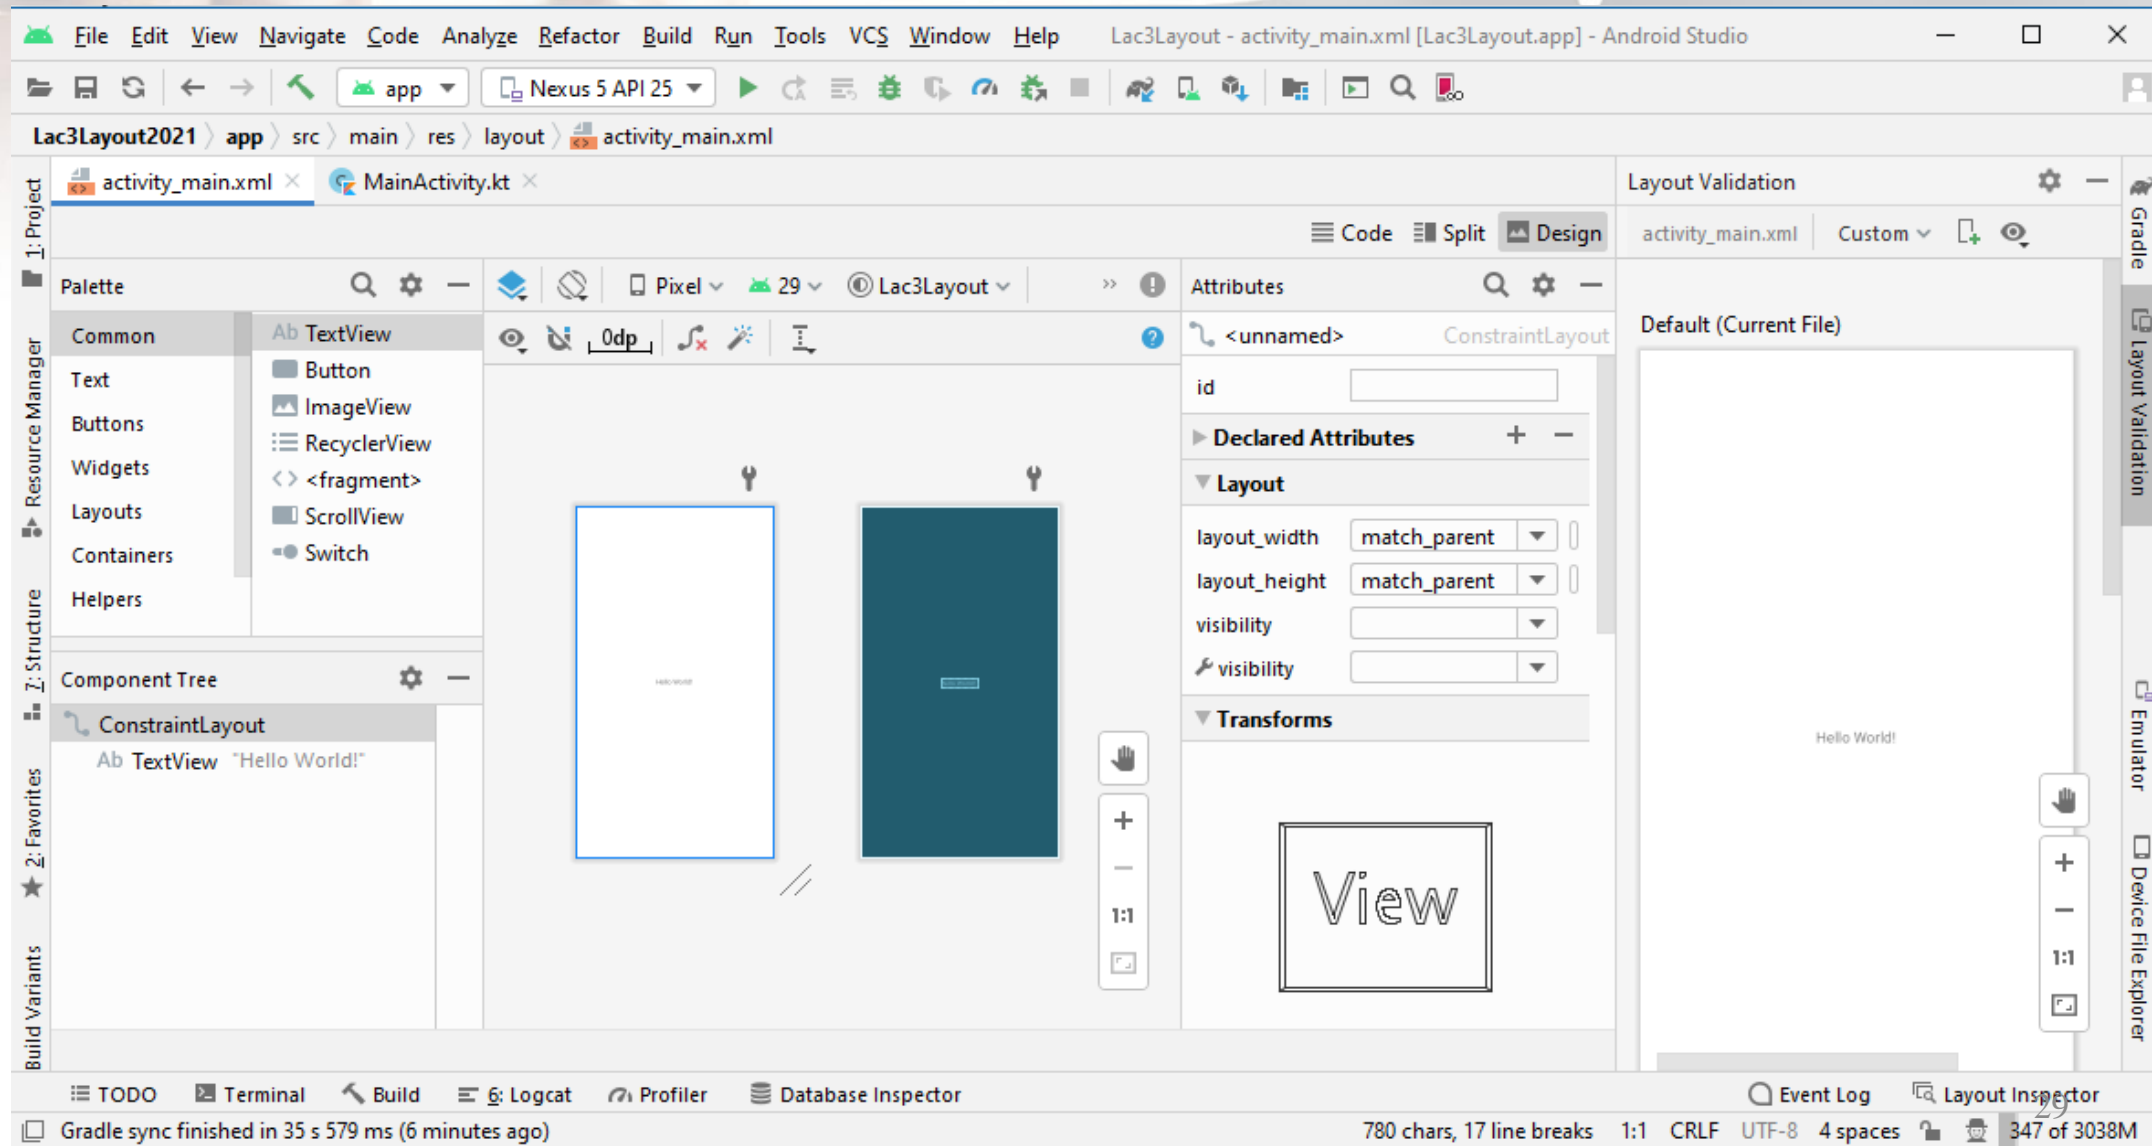 File Edit View Navigate Code Analyze Refactor Build Run Tools VCS Window Help Lac3Layout - activity_main.xml [Lac3Layout.app] - Android Studio
app Nexus 5 API 25
Lac3Layout2021 app src main res layout activity_main.xml
activity_main.xml MainActivity.kt
Layout Validation
Code Split Design
activity_main.xml Custom
1: Project
Resource Manager
7: Structure
2: Favorites
Build Variants
Palette
Common
Text
Buttons
Widgets
Layouts
Containers
Helpers
Ab TextView
Button
ImageView
RecyclerView
<fragment>
ScrollView
Switch
Component Tree
ConstraintLayout
Ab TextView "Hello World!"
Pixel 29 Lac3Layout
0dp
Hello World!
1:1
Attributes
<unnamed> ConstraintLayout
id
Declared Attributes
Layout
layout_width match_parent
layout_height match_parent
visibility
visibility
Transforms
View
Default (Current File)
Hello World!
1:1
Gradle
Layout Validation
Emulator
Device File Explorer
TODO Terminal Build 6: Logcat Profiler Database Inspector Event Log Layout Inspector
29
Gradle sync finished in 35 s 579 ms (6 minutes ago) 780 chars, 17 line breaks 1:1 CRLF UTF-8 4 spaces 347 of 3038M